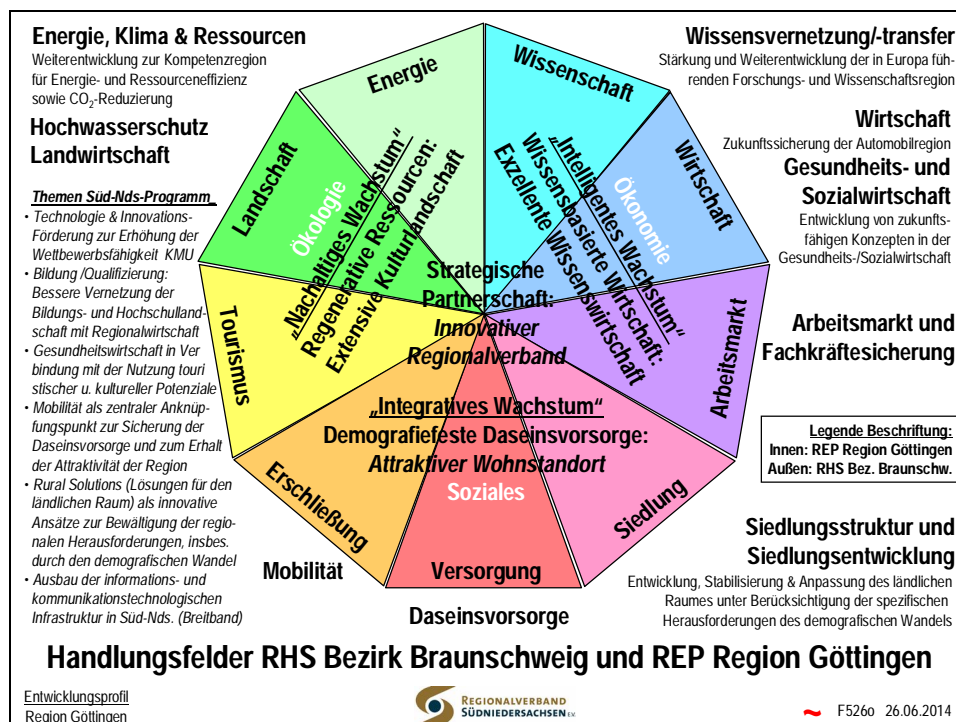 Energie, Klima & Ressourcen
Weiterentwicklung zur Kompetenzregion
für Energie- und Ressourceneffizienz
sowie CO₂-Reduzierung
Hochwasserschutz
Landwirtschaft
Themen Süd-Nds-Programm_
• Technologie & Innovations-
Förderung zur Erhöhung der
Wettbewerbsfähigkeit KMU
• Bildung /Qualifizierung:
Bessere Vernetzung der
Bildungs- und Hochschulland-
schaft mit Regionalwirtschaft
• Gesundheitswirtschaft in Ver
bindung mit der Nutzung touri
stischer u. kultureller Potenziale
• Mobilität als zentraler Anknüp-
fungspunkt zur Sicherung der
Daseinsvorsorge und zum Erhalt
der Attraktivität der Region
• Rural Solutions (Lösungen für den
ländlichen Raum) als innovative
Ansätze zur Bewältigung der regio-
nalen Herausforderungen, insbes.
durch den demografischen Wandel
• Ausbau der informations- und
kommunikationstechnologischen
Infrastruktur in Süd-Nds. (Breitband)
Energie
Wissenschaft
Landschaft
Wirtschaft
Tourismus
Arbeitsmarkt
Erschließung
Siedlung
Versorgung
Ökologie
„Nachaltiges Wachstum“
Regenerative Ressourcen:
Extensive Kulturlandschaft
Ökonomie
„Intelligentes Wachstum“
Wissensbasierte Wirtschaft:
Exzellente Wissenswirtschaft
Strategische
Partnerschaft:
Innovativer
Regionalverband
„Integratives Wachstum“
Demografiefeste Daseinsvorsorge:
Attraktiver Wohnstandort
Soziales
Mobilität
Daseinsvorsorge
Wissensvernetzung/-transfer
Stärkung und Weiterentwicklung der in Europa füh-
renden Forschungs- und Wissenschaftsregion
Wirtschaft
Zukunftssicherung der Automobilregion
Gesundheits- und
Sozialwirtschaft
Entwicklung von zukunfts-
fähigen Konzepten in der
Gesundheits-/Sozialwirtschaft
Arbeitsmarkt und
Fachkräftesicherung
Legende Beschriftung:
Innen: REP Region Göttingen
Außen: RHS Bez. Braunschw.
Siedlungsstruktur und
Siedlungsentwicklung
Entwicklung, Stabilisierung & Anpassung des ländlichen
Raumes unter Berücksichtigung der spezifischen
Herausforderungen des demografischen Wandels
Handlungsfelder RHS Bezirk Braunschweig und REP Region Göttingen
Entwicklungsprofil
Region Göttingen
REGIONALVERBAND
SÜDNIEDERSACHSEN E.V.
F526o 26.06.2014